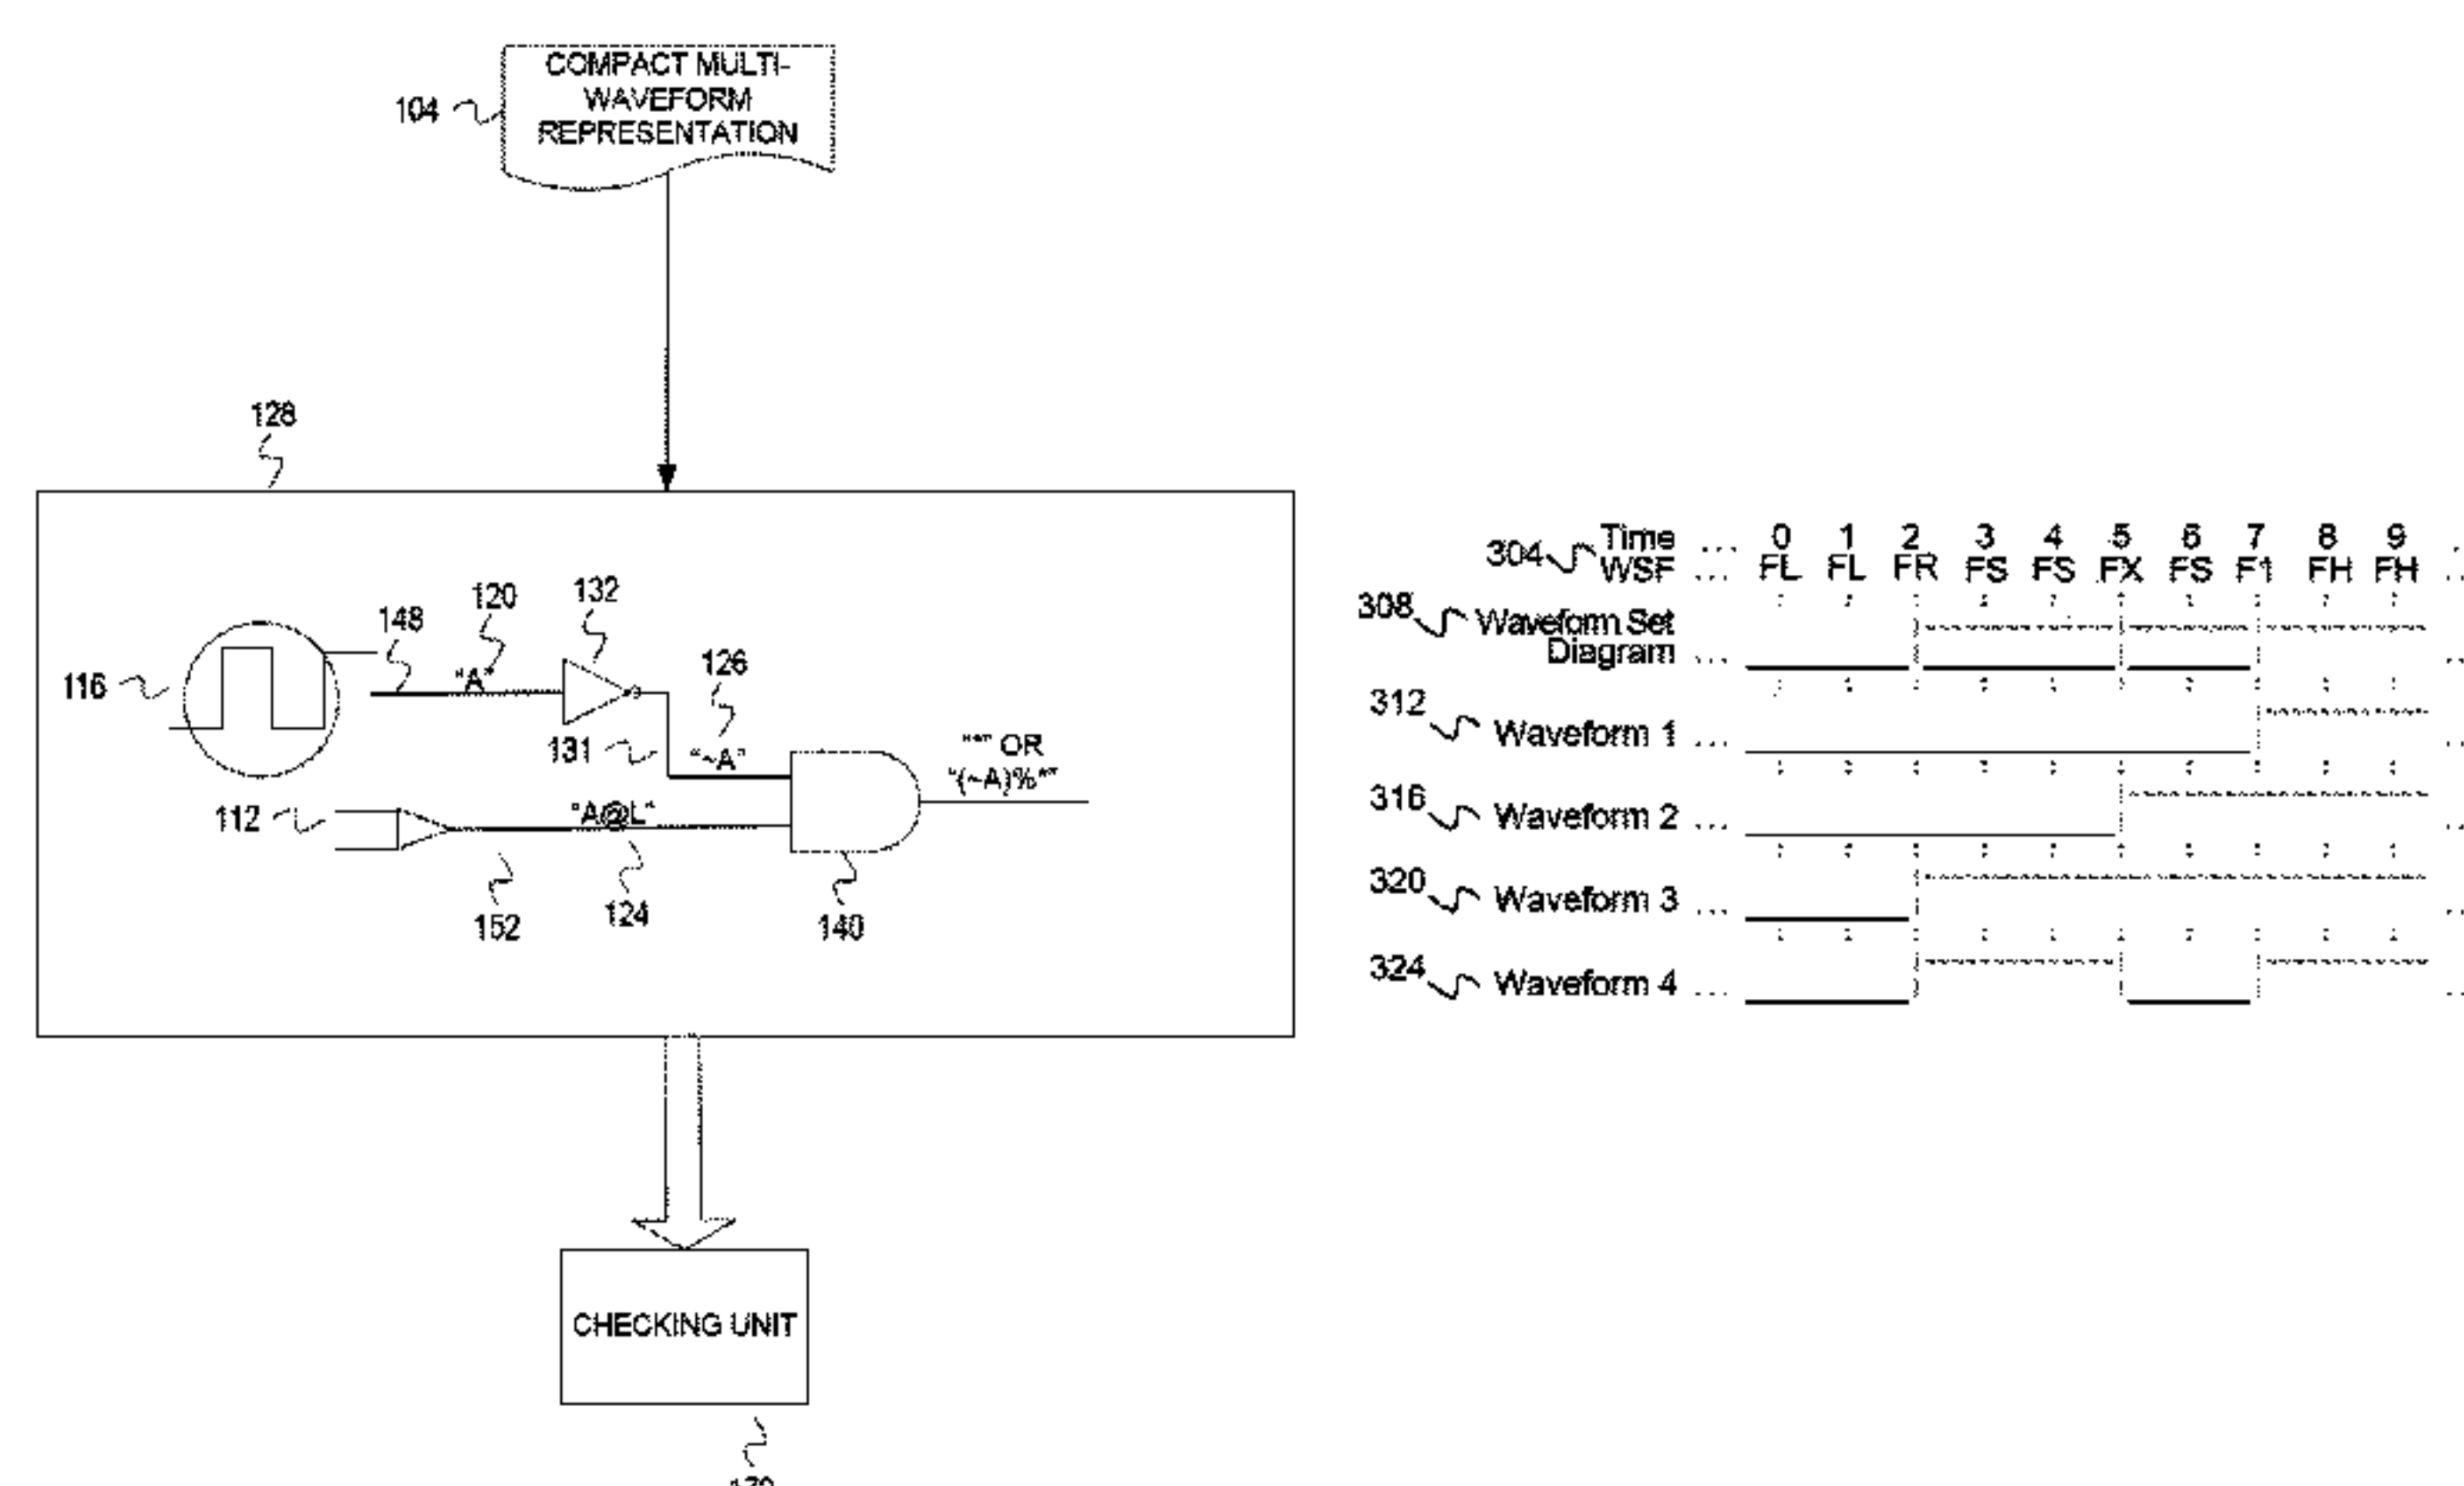 COMPACT MULTI-
WAVEFORM
REPRESENTATION
104
128
148
120
132
116
"A"
126
131
"~A"
"*" OR
"(~A)%*"
112
"A@L"
152
124
140
CHECKING UNIT
304 Time ... 0 1 2 3 4 5 6 7 8 9
WSF ... FL FL FR FS FS FX FS F1 FH FH
308 Waveform Set
Diagram ...
312
Waveform 1 ...
316
Waveform 2 ...
320
Waveform 3 ...
324
Waveform 4 ...